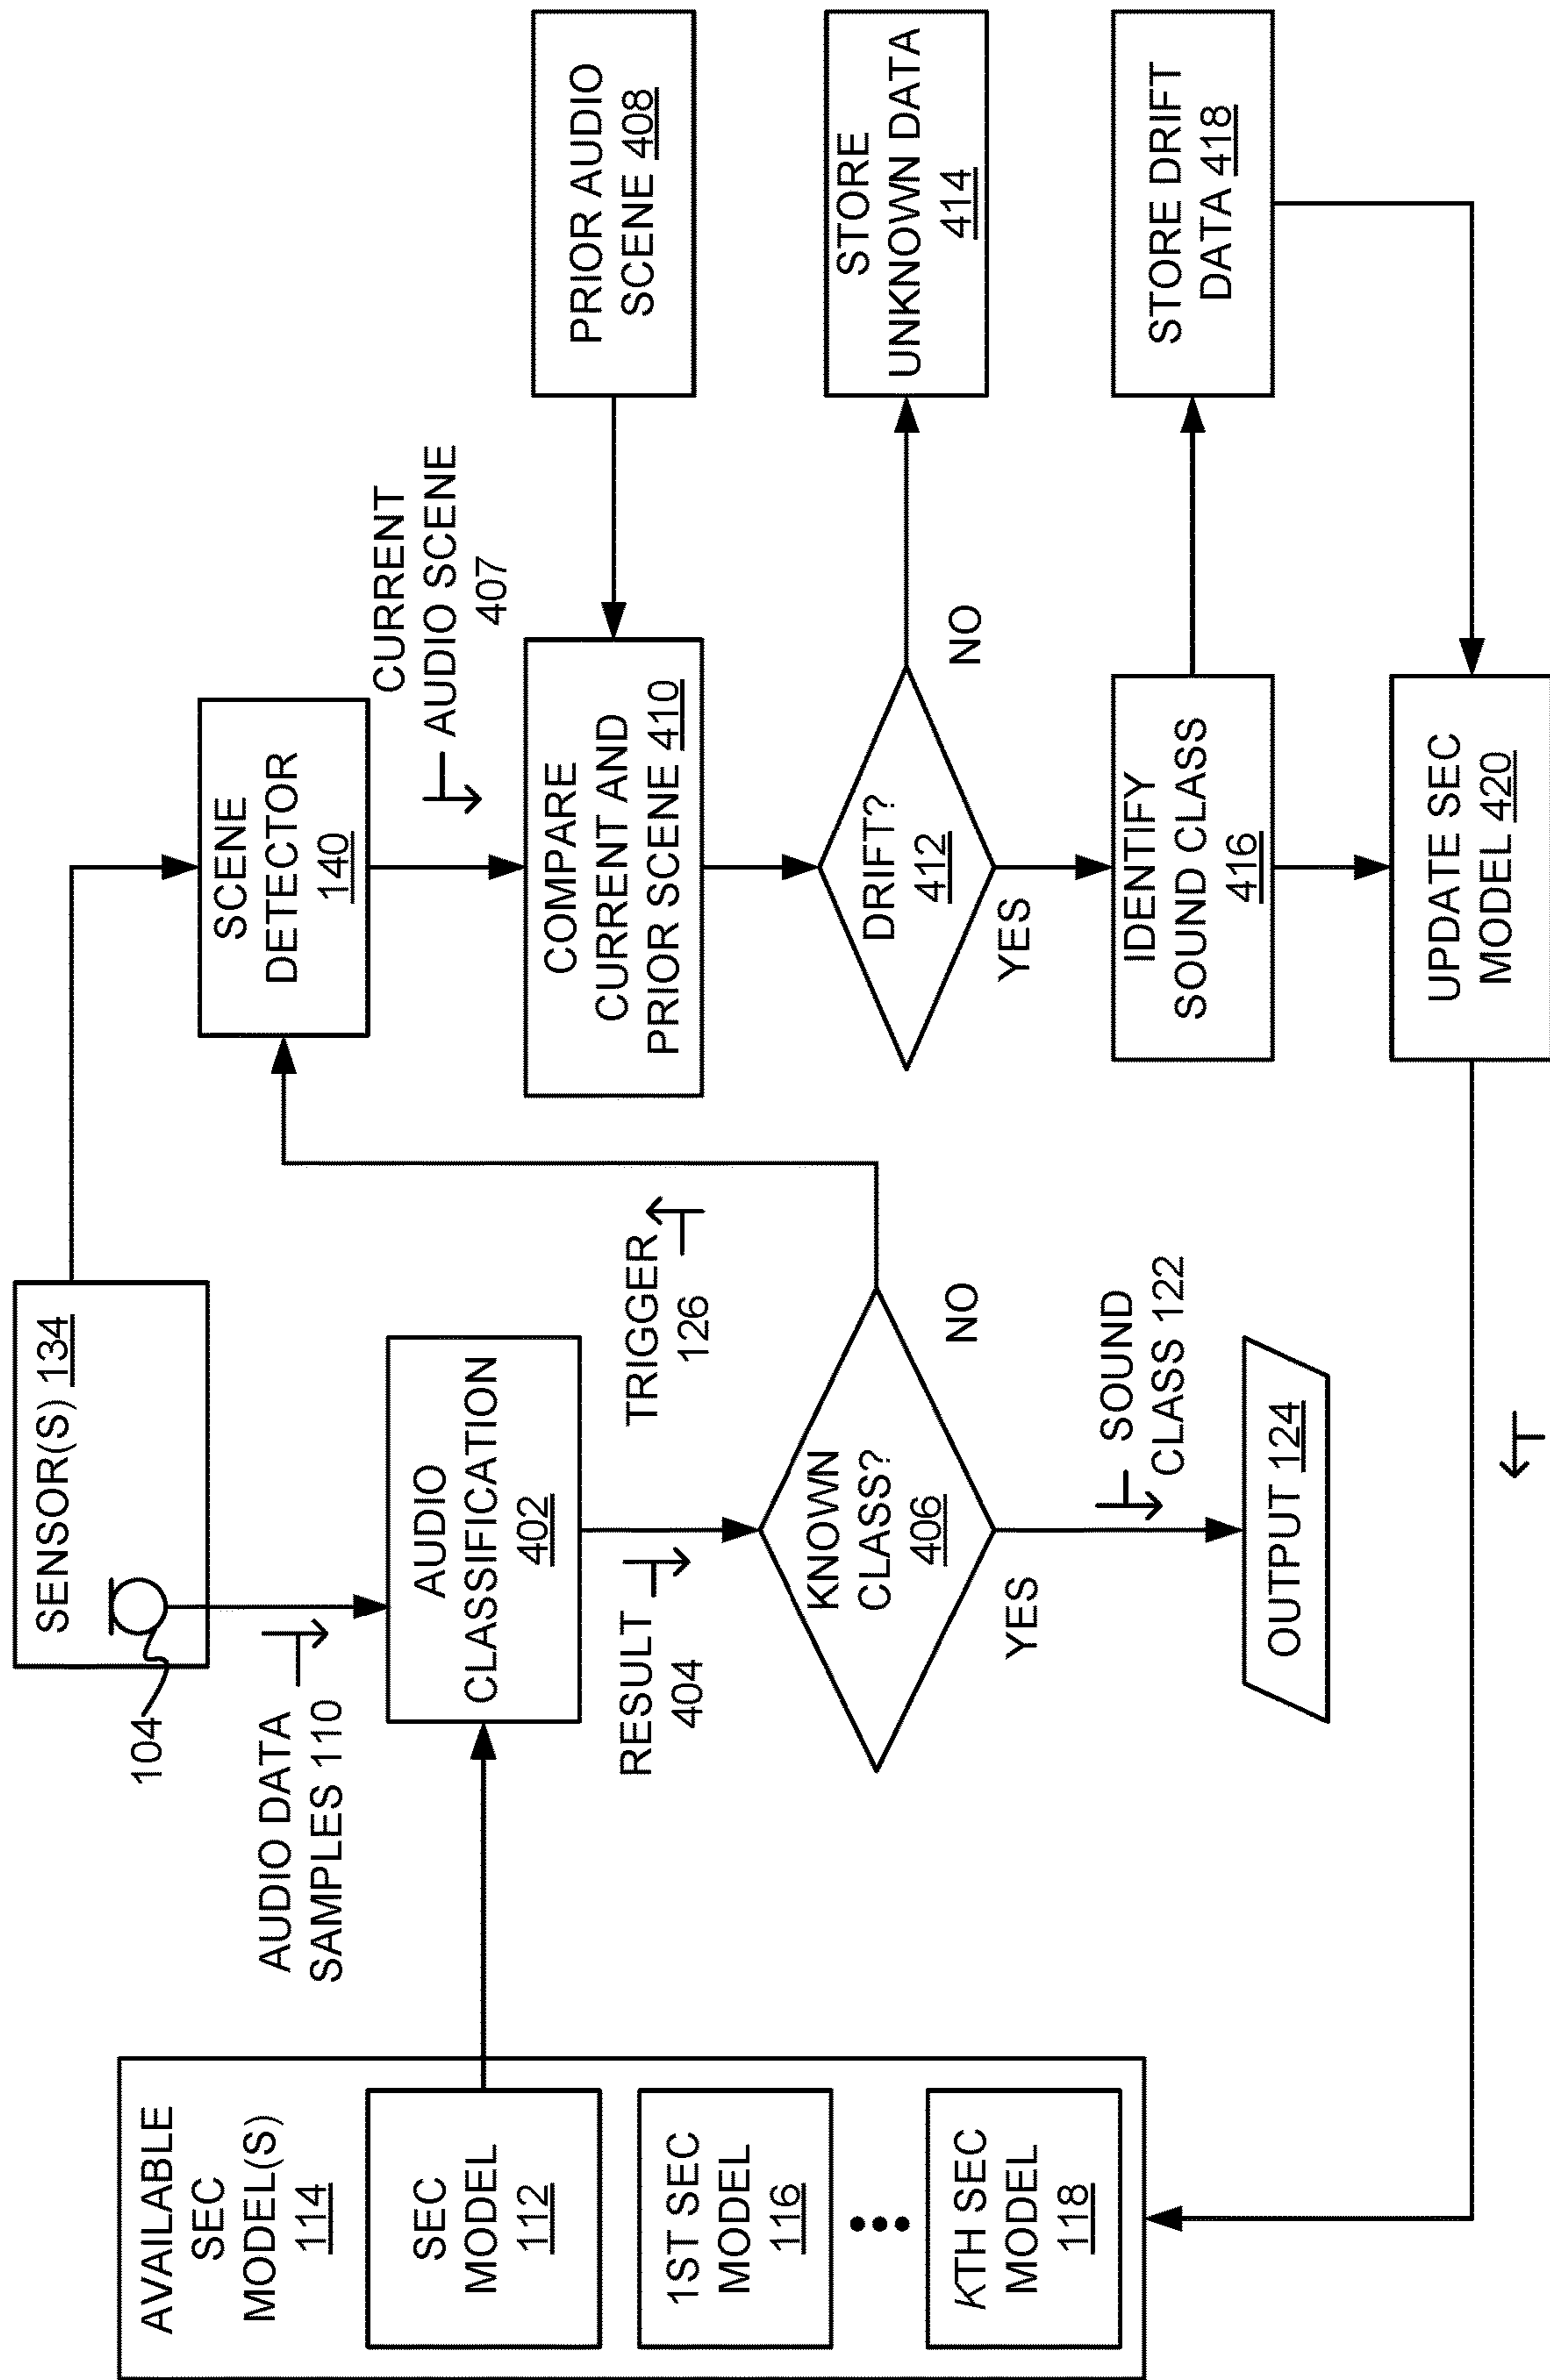 AVAILABLE
SEC
MODEL(S)
114
SEC
MODEL
112
1ST SEC
MODEL
116
KTH SEC
MODEL
118
SENSOR(S) 134
104
AUDIO DATA
SAMPLES 110
AUDIO
CLASSIFICATION
402
RESULT
404
TRIGGER
126
KNOWN
CLASS?
406
NO
YES
SOUND
CLASS 122
OUTPUT 124
SCENE
DETECTOR
140
CURRENT
AUDIO SCENE
407
COMPARE
CURRENT AND
PRIOR SCENE 410
PRIOR AUDIO
SCENE 408
DRIFT?
412
NO
YES
STORE
UNKNOWN DATA
414
IDENTIFY
SOUND CLASS
416
STORE DRIFT
DATA 418
UPDATE SEC
MODEL 420